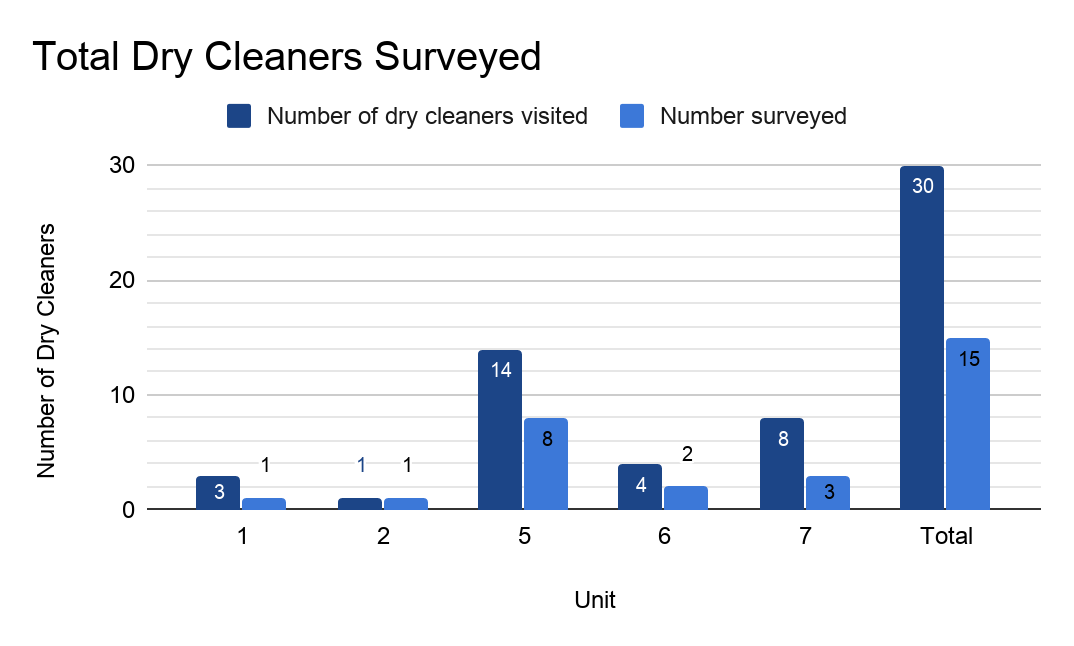 Total Dry Cleaners Surveyed
Number of dry cleaners visited Number surveyed
Number of Dry Cleaners
30
20
10
0
3 1 1 1 14 8 4 2 8 3 30 15
1 2 5 6 7 Total
Unit